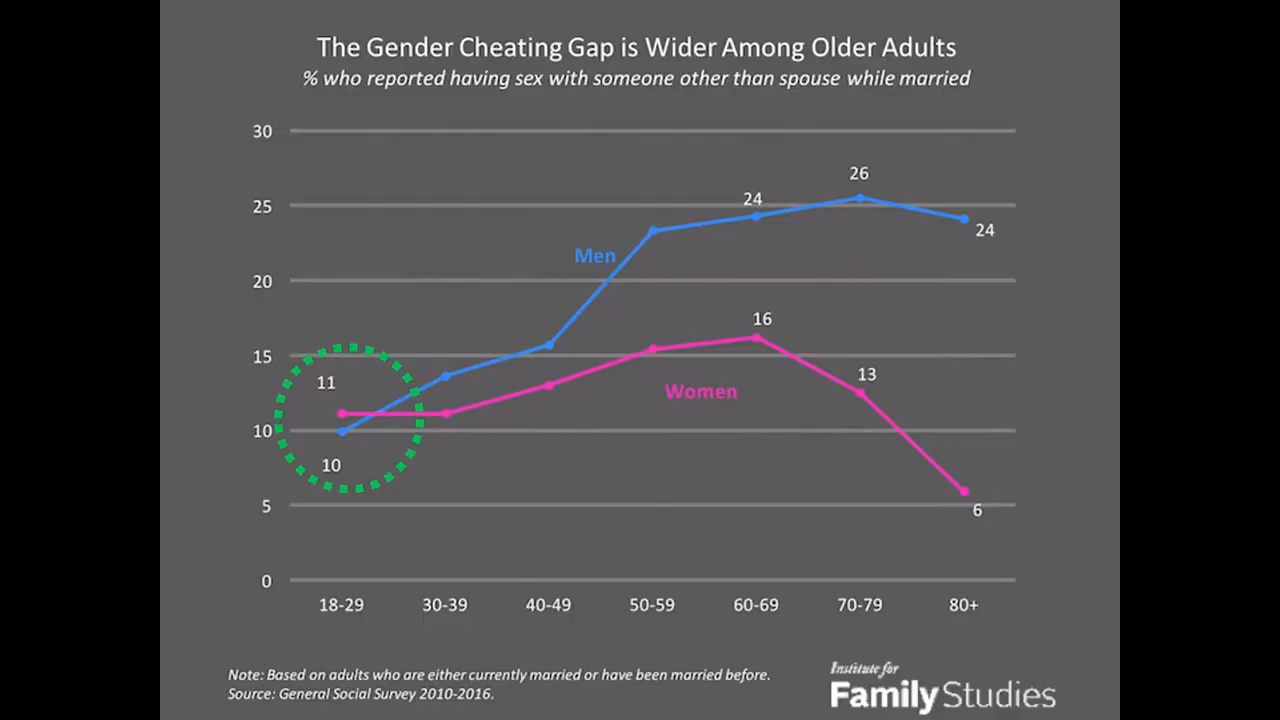 The Gender Cheating Gap is Wider Among Older Adults
% who reported having sex with someone other than spouse while married
30
26
24
25
24
Men
20
16
15
13
11
Women
10
10
5
6
0
18-29 30-39 40-49 50-59 60-69 70-79 80+
Note: Based on adults who are either currently married or have been married before.
Source: General Social Survey 2010-2016.
Institute for
Family Studies